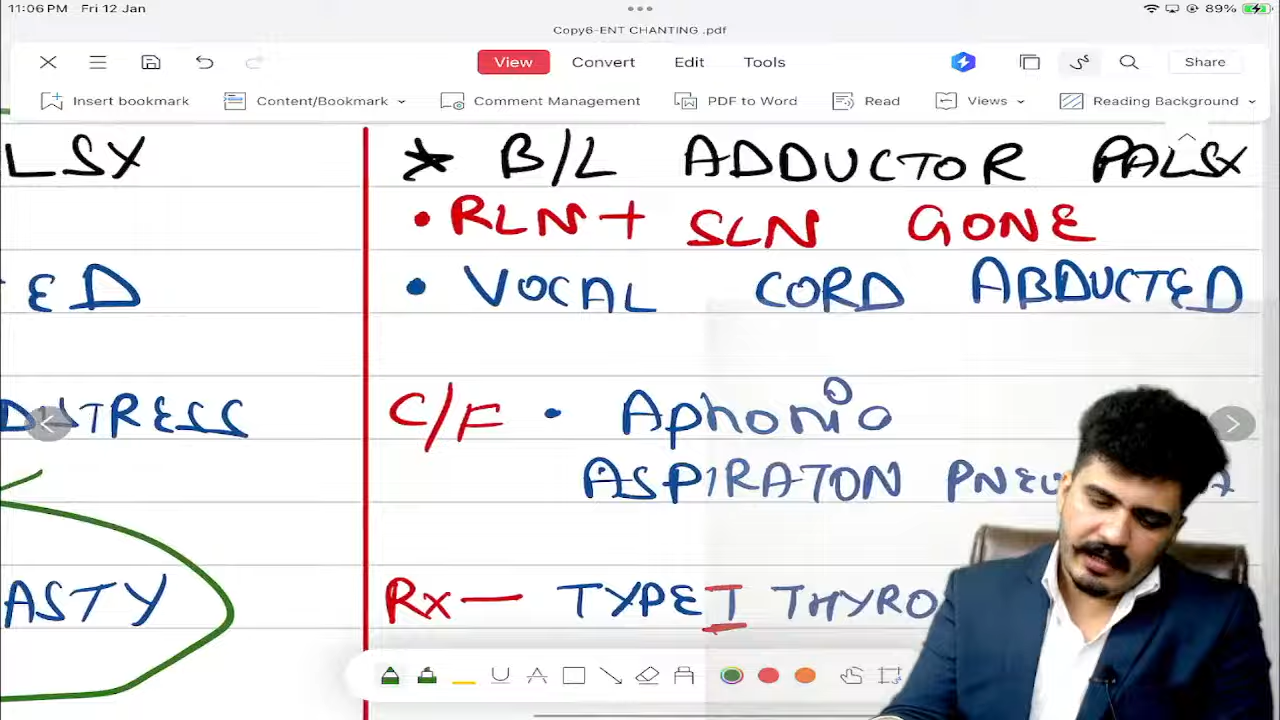 11:06 PM Fri 12 Jan 89%
Copy6-ENT CHANTING .pdf
View Convert Edit Tools Share
Insert bookmark Content/Bookmark Comment Management PDF to Word Read Views Reading Background
LSY
* B/L ADDUCTOR PALSY
• RLN + SLN GONE
ED
• VOCAL CORD ABDUCTED
DISTRESS
C/F • Aphonia
ASPIRATON
ASTY
Rx — TYPE I THYRO